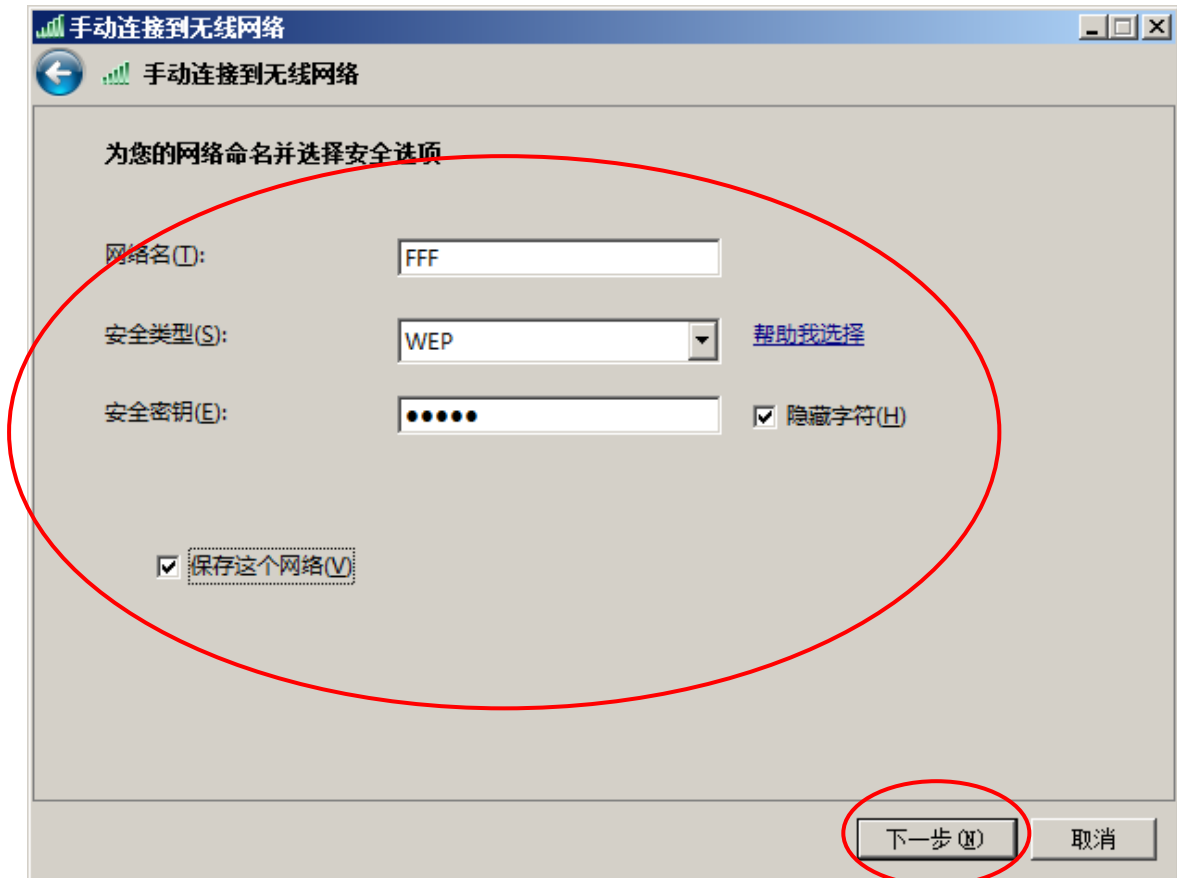 手动连接到无线网络
手动连接到无线网络
为您的网络命名并选择安全选项
网络名(T): FFF
安全类型(S): WEP 帮助我选择
安全密钥(E): ●●●●● 隐藏字符(H)
保存这个网络(V)
下一步(N) 取消